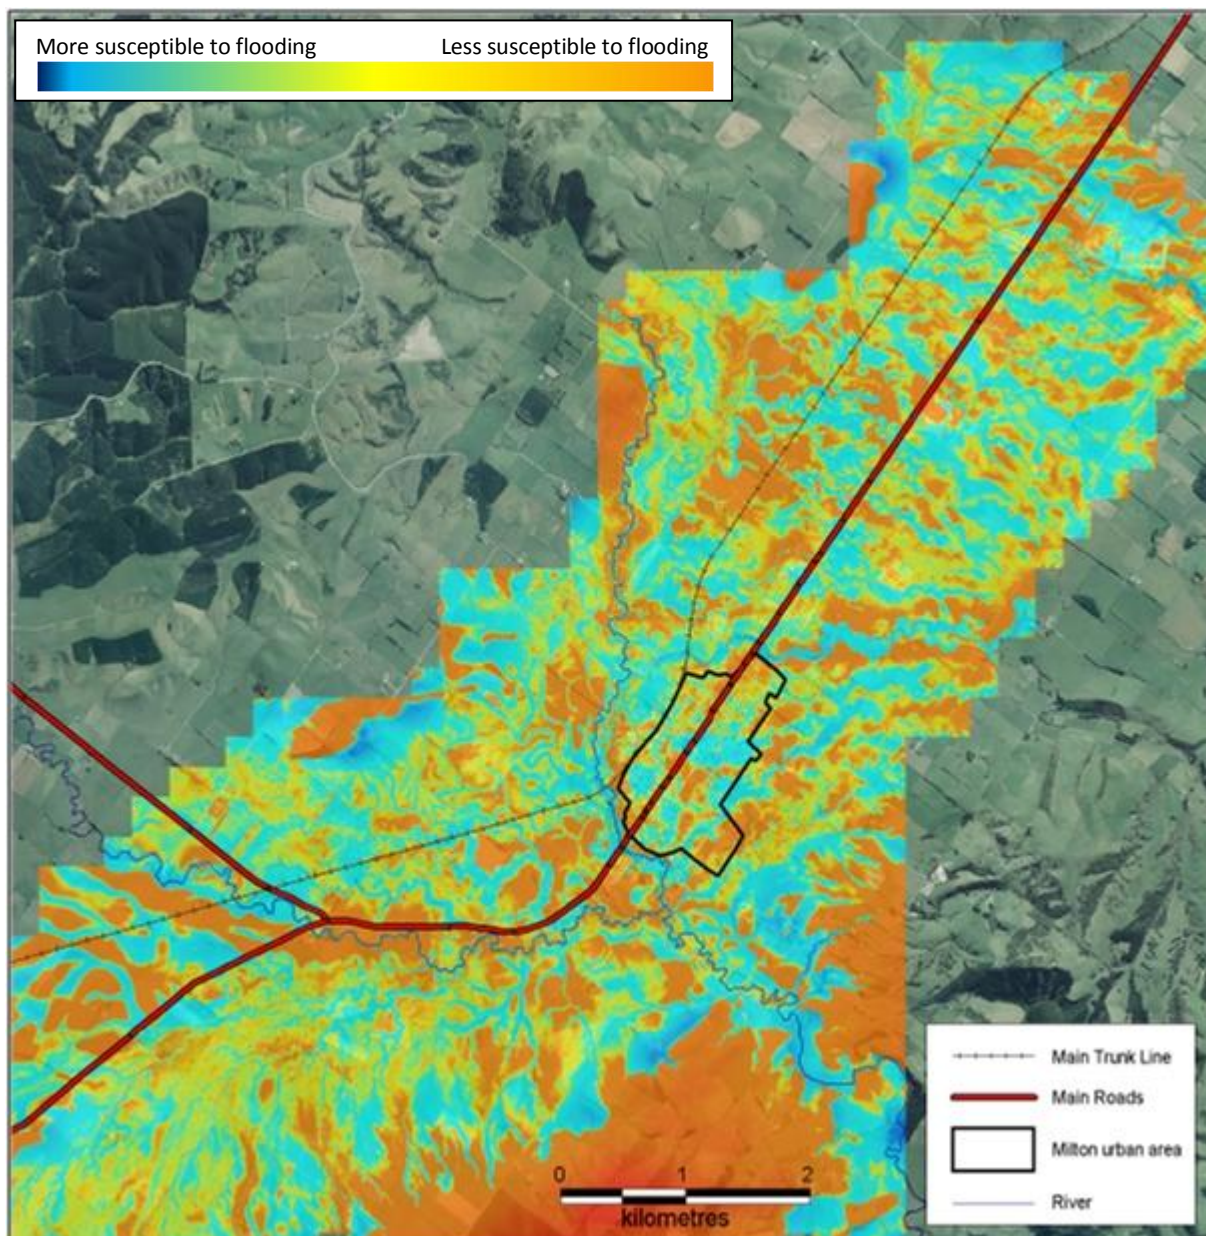 More susceptible to flooding Less susceptible to flooding
0 1 2
kilometres
Main Trunk Line
Main Roads
Milton urban area
River